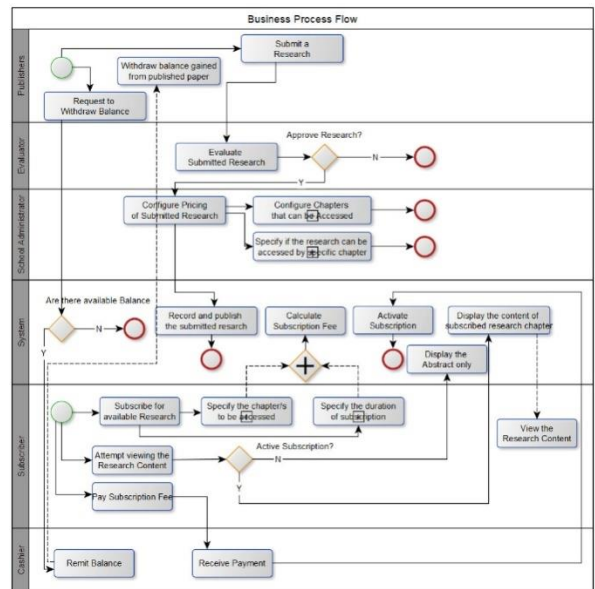 Business Process Flow
Publishers
Submit a
Research
Withdraw balance gained
from published paper
Request to
Withdraw Balance
Evaluator
Approve Research?
Evaluate
Submitted Research
N
Y
School Administrator
Configure Pricing
of Submitted Research
Configure Chapters
that can be Accessed
Specify if the research can be
accessed by specific chapter
System
Are there available Balance
N
Y
Record and publish
the submitted resarch
Calculate
Subscription Fee
Activate
Subscription
Display the content of
subscribed research chapter
Display the
Abstract only
Subscriber
Subscribe for
available Research
Specify the chapter/s
to be accessed
Specify the duration
of subscription
View the
Research Content
Attempt viewing the
Research Content
Active Subscription?
N
Y
Pay Subscription Fee
Cashier
Remit Balance
Receive Payment